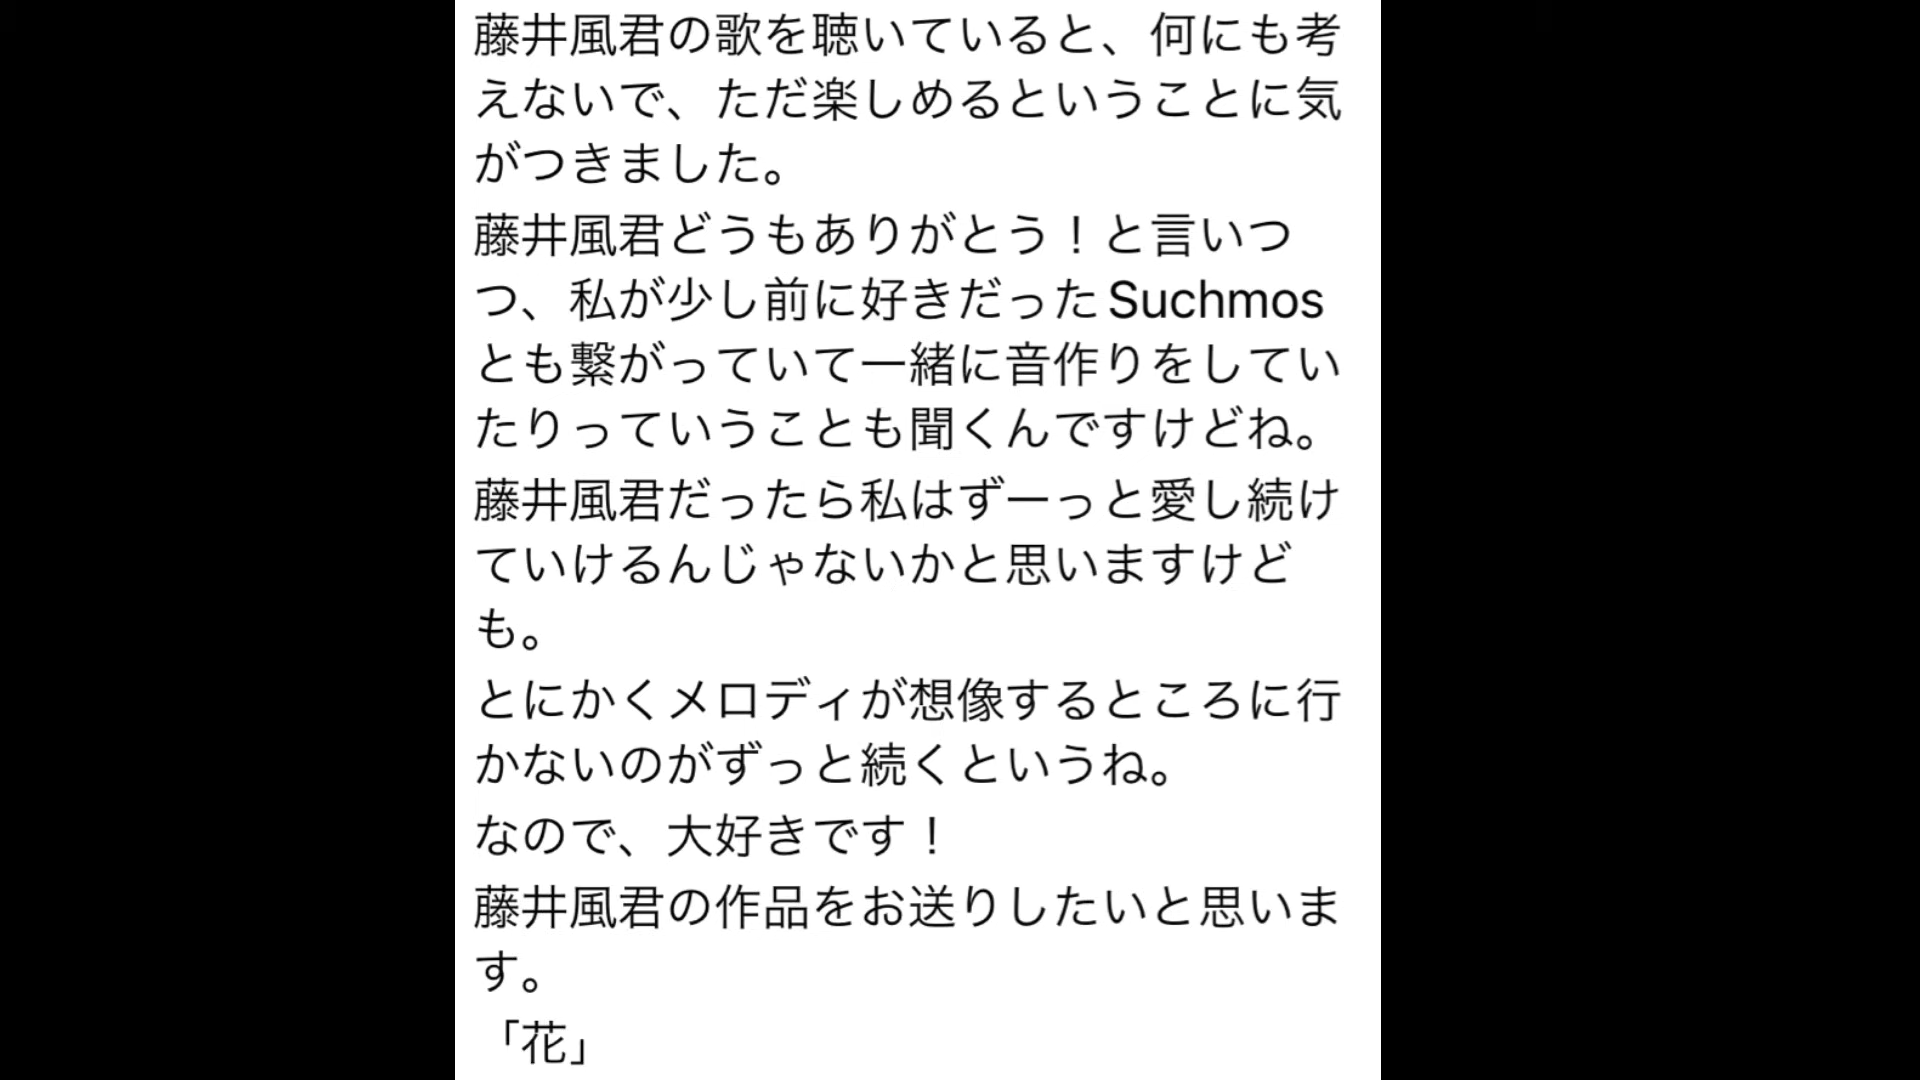 藤井風君の歌を聴いていると、何にも考
えないで、ただ楽しめるということに気
がつきました。
藤井風君どうもありがとう！と言いつ
つ、私が少し前に好きだったSuchmos
とも繋がっていて一緒に音作りをしてい
たりっていうことも聞くんですけどね。
藤井風君だったら私はずーっと愛し続け
ていけるんじゃないかと思いますけど
も。
とにかくメロディが想像するところに行
かないのがずっと続くというね。
なので、大好きです！
藤井風君の作品をお送りしたいと思いま
す。
「花」